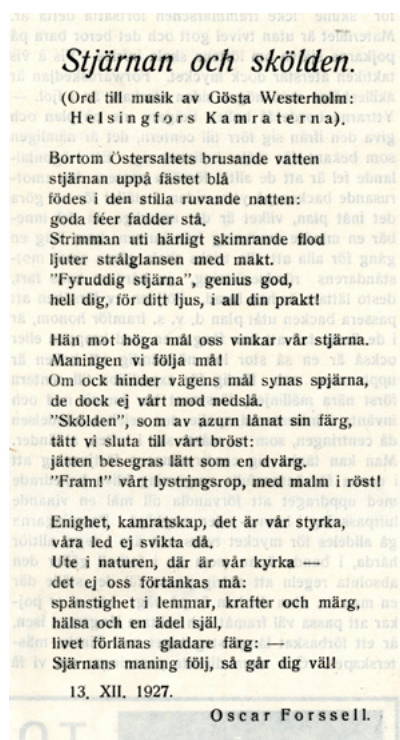 Stjärnan och skölden.
(Ord till musik av Gösta Westerholm:
Helsingfors Kamraterna).
Bortom Östersaltets brusande vatten
stjärnan uppå fästet blå
födes i den stilla ruvande natten:
goda féer fadder stå.
Strimman uti härligt skimrande flod
ljuter strålglansen med makt.
"Fyruddig stjärna", genius god,
hell dig, för ditt ljus, i all din prakt!
Hän mot höga mål oss vinkar vår stjärna.
Maningen vi följa må!
Om ock hinder vägens mål synas spjärna,
de dock ej vårt mod nedslå.
"Skölden", som av azurn lånat sin färg,
tätt vi sluta till vårt bröst:
jätten besegras lätt som en dvärg.
"Fram!" vårt lystringsrop, med malm i röst!
Enighet, kamratskap, det är vår styrka,
våra led ej svikta då.
Ute i naturen, där är vår kyrka —
det ej oss förtänkas må:
spänstighet i lemmar, krafter och märg,
hälsa och en ädel själ,
livet förlänas gladare färg: —
Sjärnans maning följ, så går dig väl!
13. XII. 1927.
Oscar Forssell.